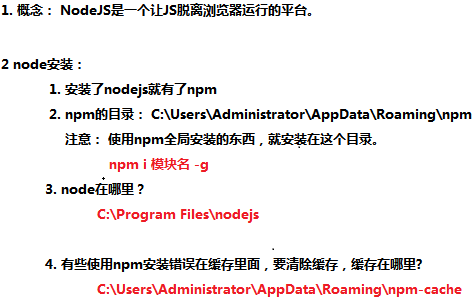 1. 概念： NodeJS是一个让JS脱离浏览器运行的平台。
2 node安装：
1. 安装了nodejs就有了npm
2. npm的目录： C:\Users\Administrator\AppData\Roaming\npm
注意： 使用npm全局安装的东西，就安装在这个目录。
npm i 模块名 -g
3. node在哪里？
C:\Program Files\nodejs
4. 有些使用npm安装错误在缓存里面，要清除缓存，缓存在哪里?
C:\Users\Administrator\AppData\Roaming\npm-cache